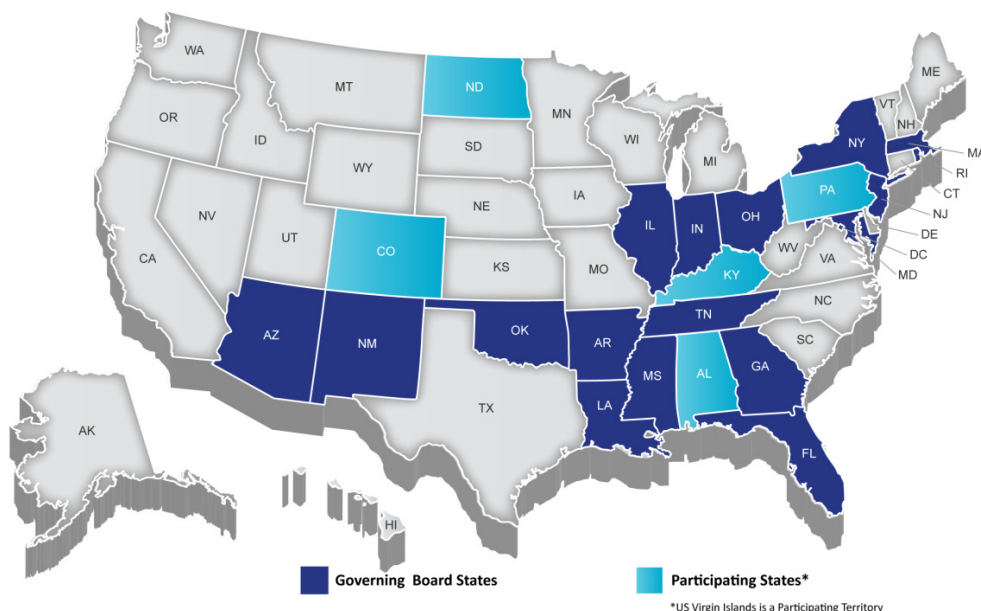 WA
MT
ND
MN
ME
VT
NH
OR
ID
SD
WI
MI
NY
MA
WY
RI
CT
NV
NE
IA
PA
NJ
UT
IL
IN
OH
DE
CA
CO
KS
MO
WV
VA
DC
KY
MD
AZ
NM
OK
AR
TN
NC
SC
MS
AL
GA
TX
LA
AK
FL
HI
Governing Board States
Participating States*
*US Virgin Islands is a Participating Territory